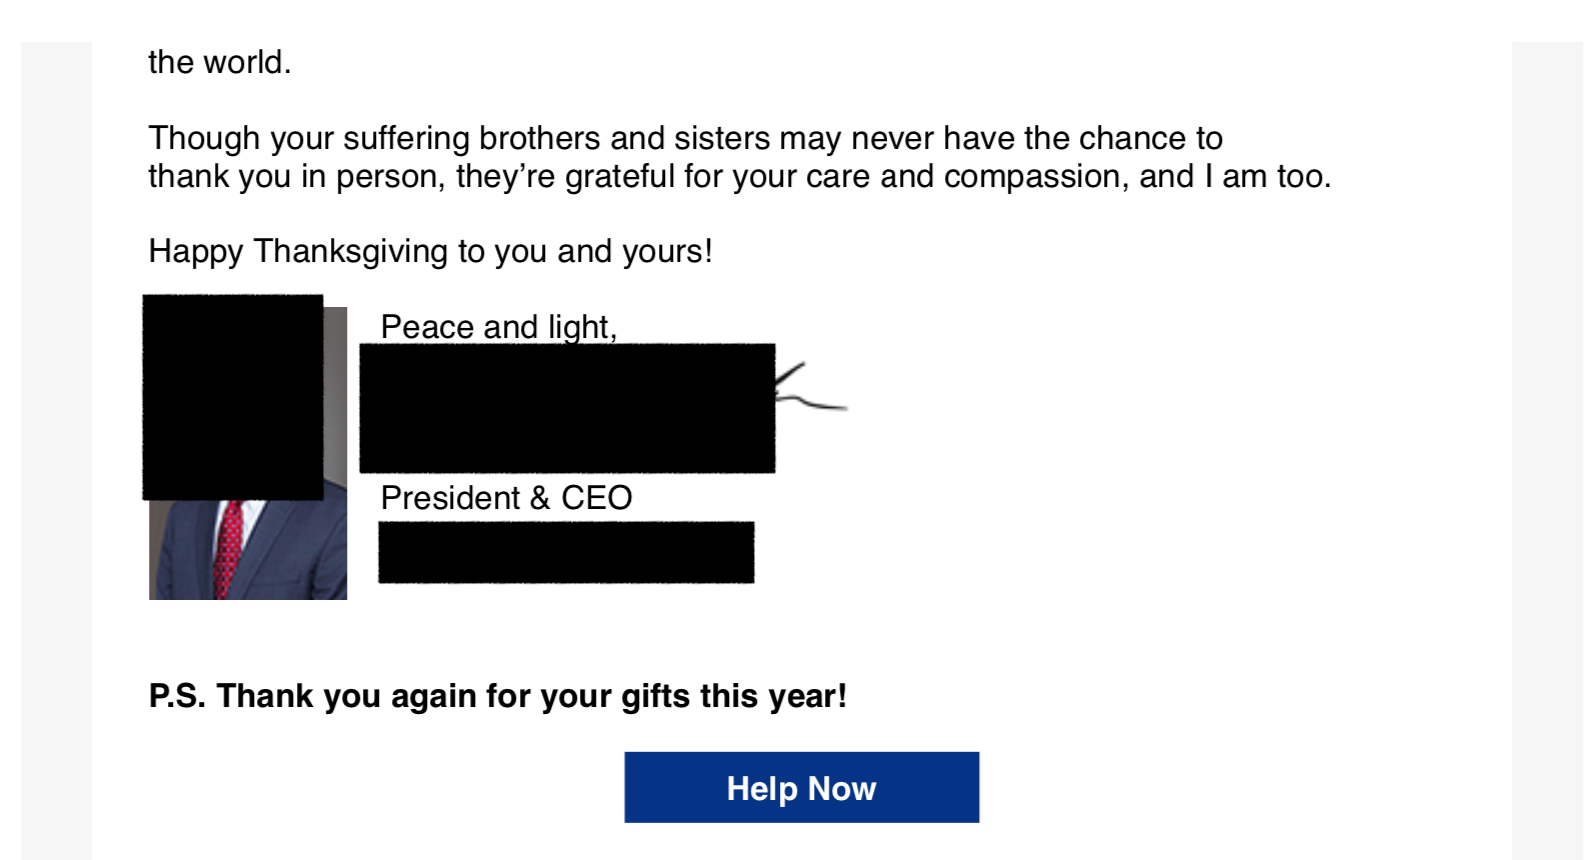 the world.
Though your suffering brothers and sisters may never have the chance to
thank you in person, they’re grateful for your care and compassion, and I am too.
Happy Thanksgiving to you and yours!
Peace and light,
President & CEO
P.S. Thank you again for your gifts this year!
Help Now